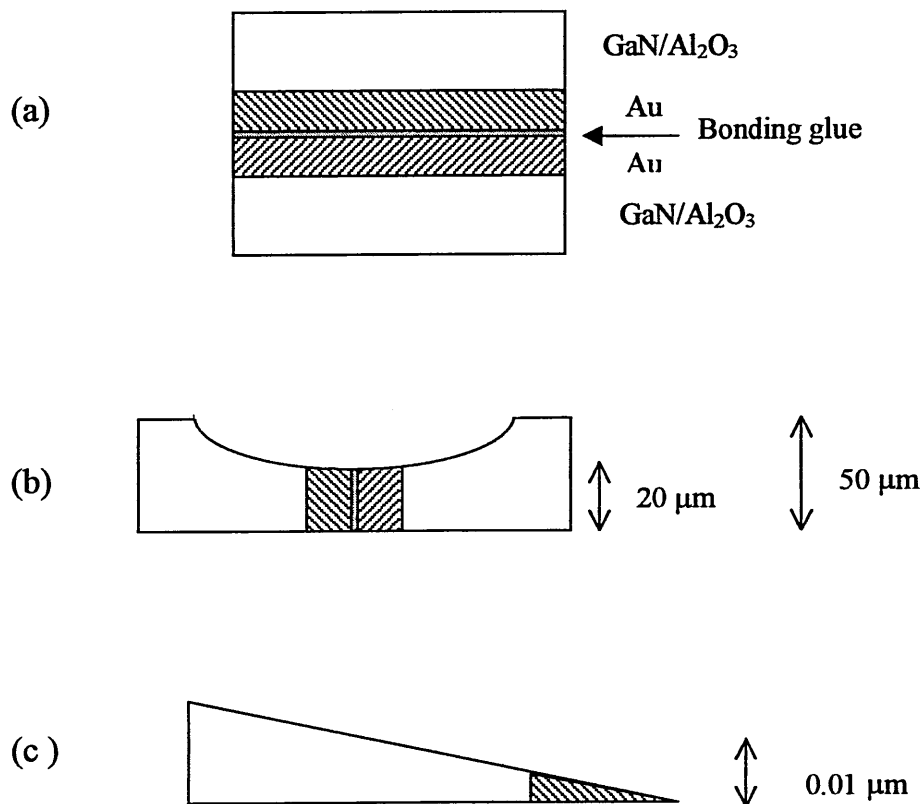 GaN/Al₂O₃
(a)
Au
Bonding glue
Au
GaN/Al₂O₃
(b)
20 µm
50 µm
(c )
0.01 µm